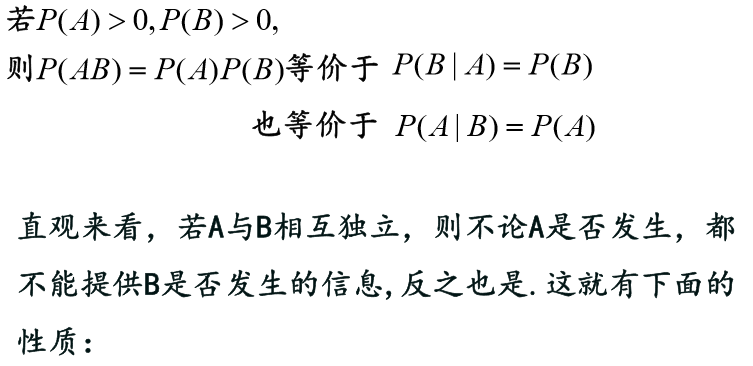 若P(A) > 0, P(B) > 0,
则P(AB) = P(A)P(B)等价于 P(B | A) = P(B)
也等价于 P(A | B) = P(A)
直观来看，若A与B相互独立，则不论A是否发生，都
不能提供B是否发生的信息,反之也是.这就有下面的
性质：